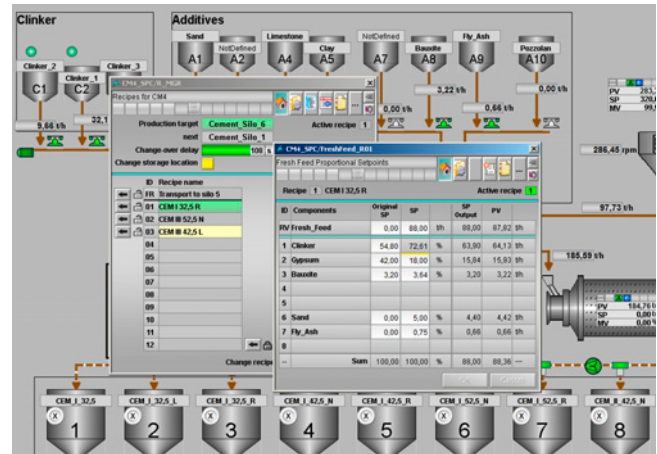 Clinker
Additives
Sand
NotDefined
Limestone
Clay
NotDefined
Bauxite
Fly_Ash
Pozzolan
A1
A2
A4
A5
A7
A8
A9
A10
Clinker_2
Clinker_1
Clinker_3
C1
C2
9,66 t/h
32,1
0,00 t/h
3,22 t/h
0,66 t/h
0,00 t/h
PV
SP
MV
286,45 rpm
97,73 t/h
185,59 t/h
PV 184,76 t/h
SP 0,00 t/h
MV 0,00 %
CM4_SPC/R_MGR
Recipes for CM4
Production target Cement_Silo_6 Active recipe 1
next Cement_Silo_1
Change-over delay 108 s
Change storage location
ID Recipe name
FR Transport to silo 5
01 CEM I 32,5 R
02 CEM III 52,5 N
03 CEM III 42,5 L
04
05
06
07
08
09
10
11
12
Change recipe
CM4_SPC/FreshFeed_R01
Fresh Feed Proportional Setpoints
Recipe 1 CEM I 32,5 R Active recipe 1
ID Components Original SP SP SP Output PV
RV Fresh_Feed 0,00 88,00 t/h 88,00 87,82 t/h
1 Clinker 54,80 72,61 % 63,90 64,13 t/h
2 Gypsum 42,00 18,00 % 15,84 15,93 t/h
3 Bauxite 3,20 3,64 % 3,20 3,22 t/h
4
5
6 Sand 0,00 5,00 % 4,40 4,42 t/h
7 Fly_Ash 0,00 0,75 % 0,66 0,66 t/h
8
-- Sum 100,00 100,00 % 88,00 88,36 ---
Ok Cancel
CEM_I_32,5
CEM_I_32,5_L
CEM_I_32,5_R
CEM_I_42,5_N
CEM_I_42,5_R
CEM_I_52,5_N
CEM_I_52,5_R
CEM_II_42,5_N
X
X
X
X
X
X
X
X
1
2
3
4
5
6
7
8